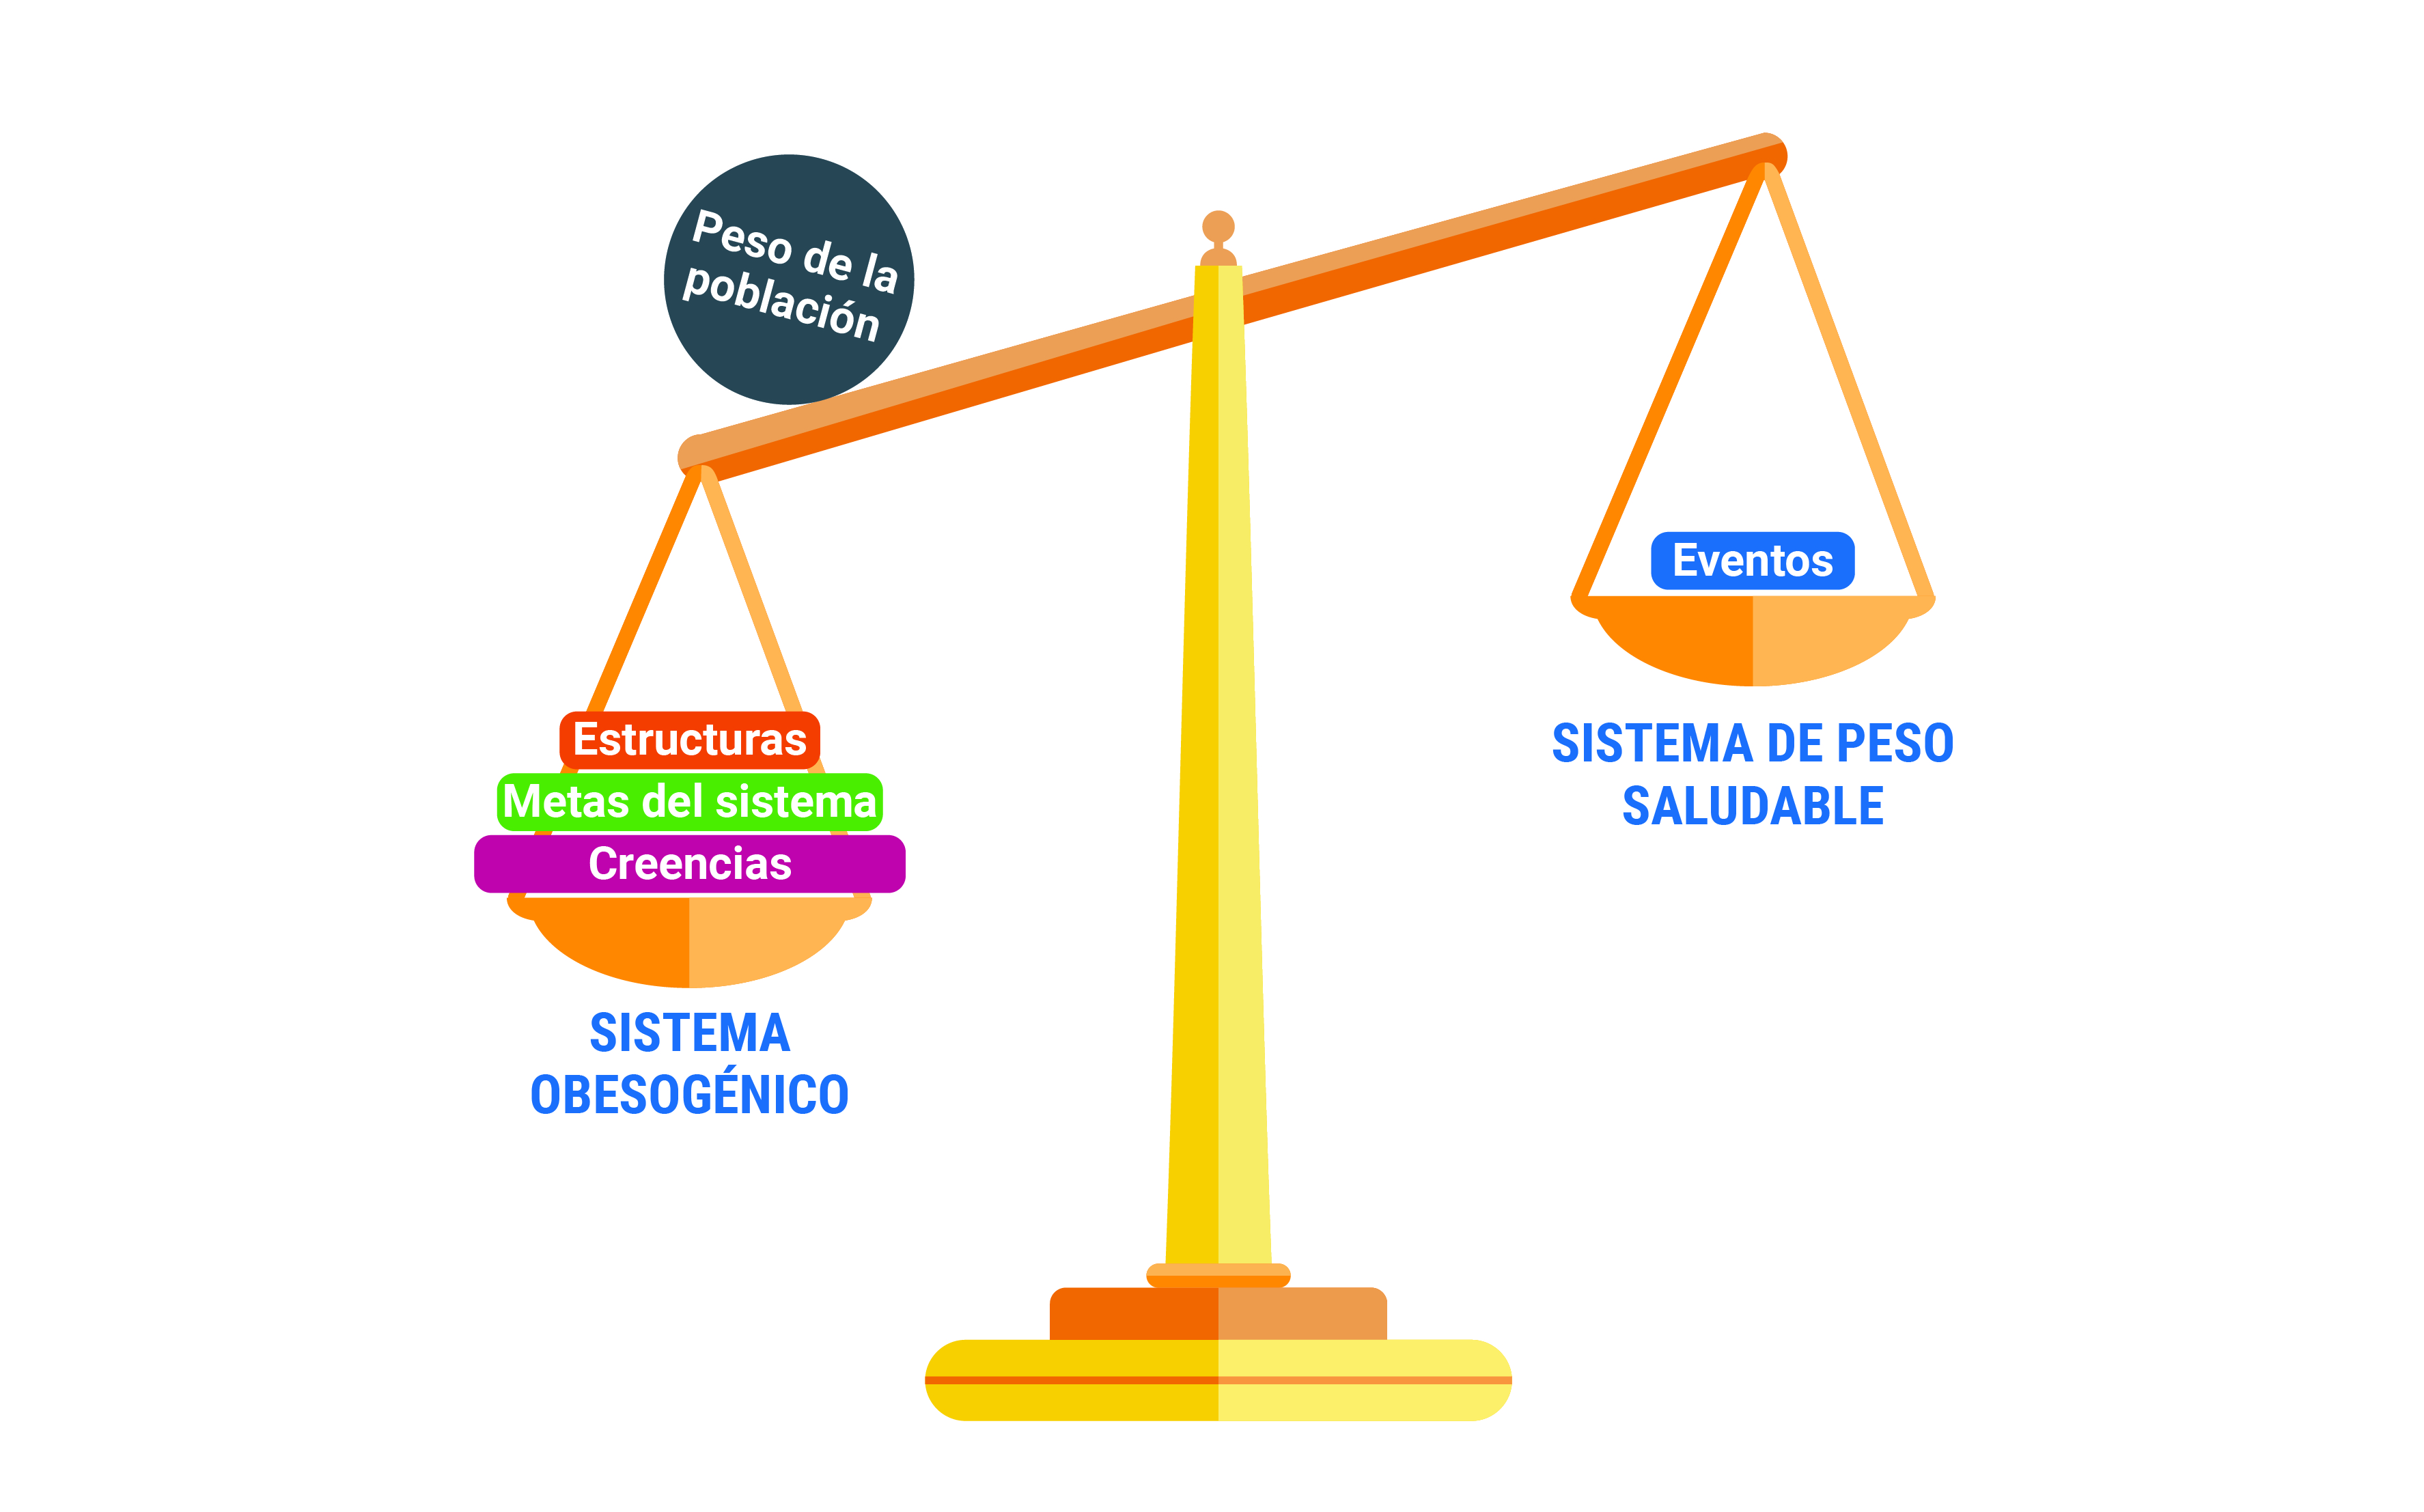 Peso de la
población
Eventos
Estructuras
Metas del sistema
Creencias
SISTEMA DE PESO
SALUDABLE
SISTEMA
OBESOGÉNICO